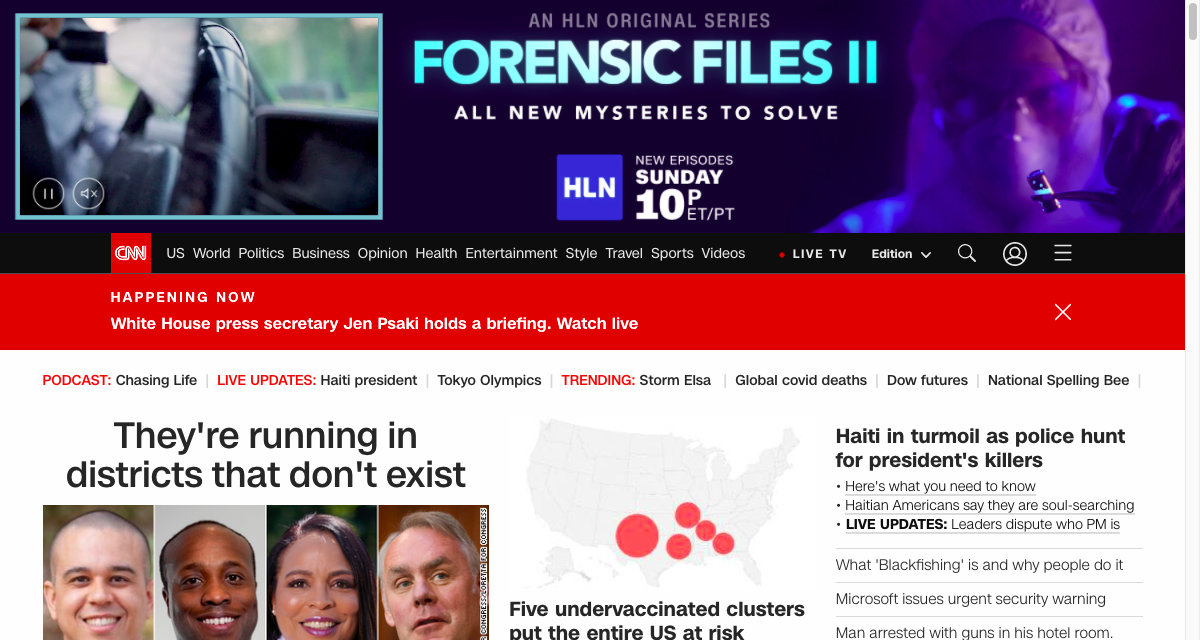 AN HLN ORIGINAL SERIES
FORENSIC FILES II
ALL NEW MYSTERIES TO SOLVE
HLN
NEW EPISODES
SUNDAY
10P
ET/PT
CNN
US World Politics Business Opinion Health Entertainment Style Travel Sports Videos
LIVE TV
Edition
HAPPENING NOW
White House press secretary Jen Psaki holds a briefing. Watch live
PODCAST: Chasing Life | LIVE UPDATES: Haiti president | Tokyo Olympics | TRENDING: Storm Elsa | Global covid deaths | Dow futures | National Spelling Bee |
They're running in
districts that don't exist
CONGRESS/LORETTA FOR CONGRESS
Five undervaccinated clusters
put the entire US at risk
Haiti in turmoil as police hunt
for president's killers
• Here's what you need to know
• Haitian Americans say they are soul-searching
• LIVE UPDATES: Leaders dispute who PM is
What 'Blackfishing' is and why people do it
Microsoft issues urgent security warning
Man arrested with guns in his hotel room.